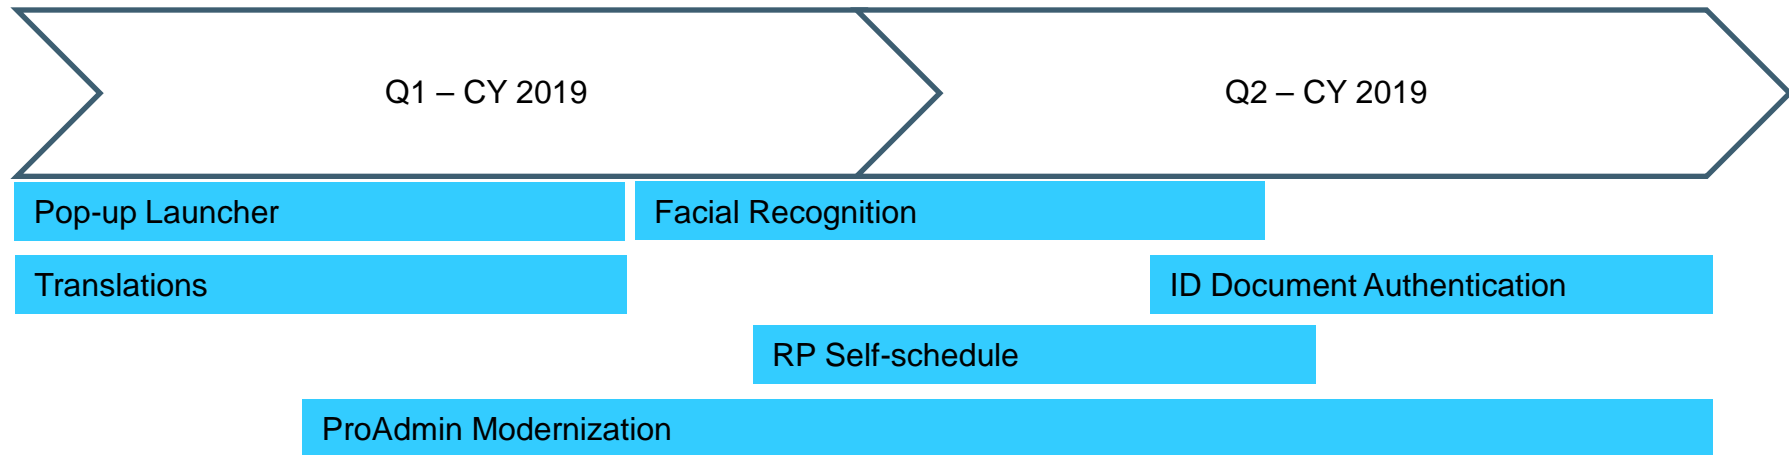 Q1 – CY 2019
Q2 – CY 2019
Pop-up Launcher
Facial Recognition
Translations
ID Document Authentication
RP Self-schedule
ProAdmin Modernization